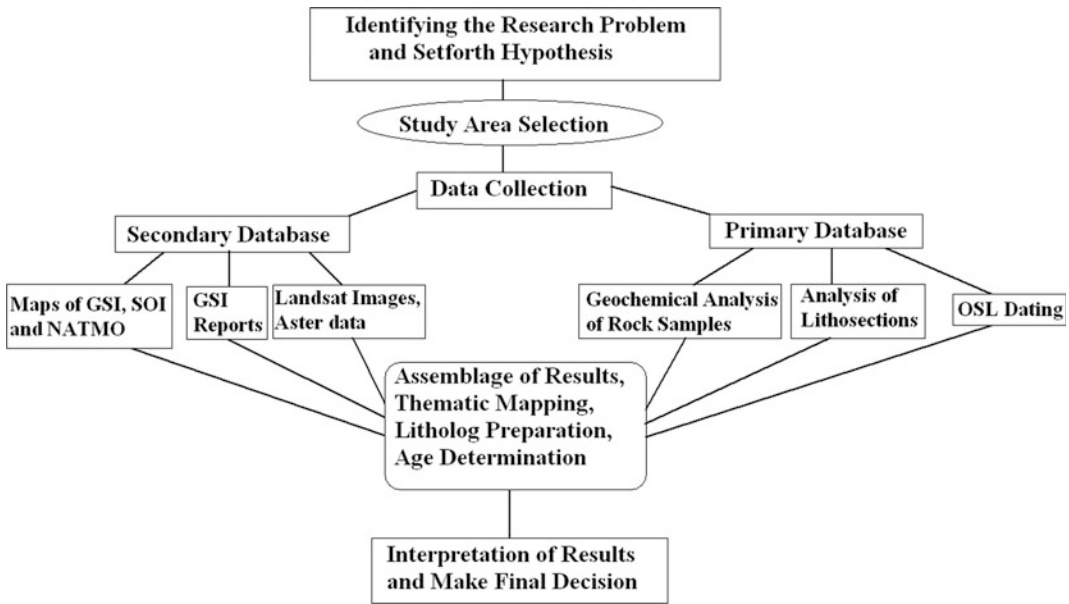 Identifying the Research Problem
and Setforth Hypothesis
Study Area Selection
Data Collection
Secondary Database
Primary Database
Maps of GSI, SOI
and NATMO
GSI
Reports
Landsat Images,
Aster data
Geochemical Analysis
of Rock Samples
Analysis of
Lithosections
OSL Dating
Assemblage of Results,
Thematic Mapping,
Litholog Preparation,
Age Determination
Interpretation of Results
and Make Final Decision